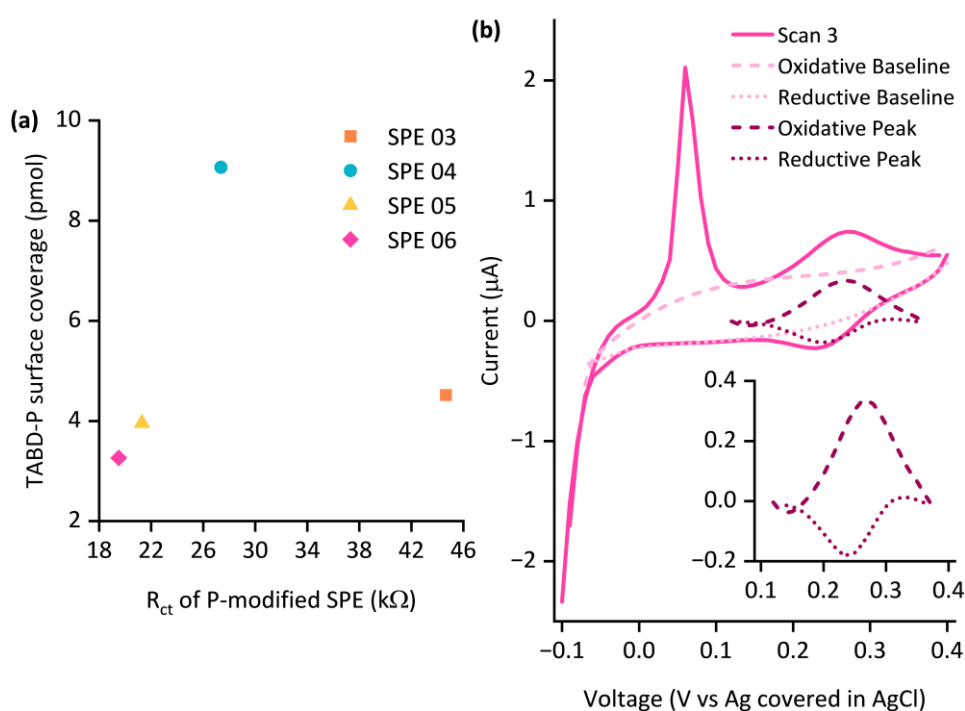 (a)
10
8
6
4
2
18 22 26 30 34 38 42 46
TABD-P surface coverage (pmol)
R_ct of P-modified SPE (kΩ)
SPE 03
SPE 04
SPE 05
SPE 06
(b)
Scan 3
Oxidative Baseline
Reductive Baseline
Oxidative Peak
Reductive Peak
2
1
0
−1
−2
Current (µA)
−0.1 0.0 0.1 0.2 0.3 0.4
Voltage (V vs Ag covered in AgCl)
0.4
0.2
0.0
−0.2
0.1 0.2 0.3 0.4